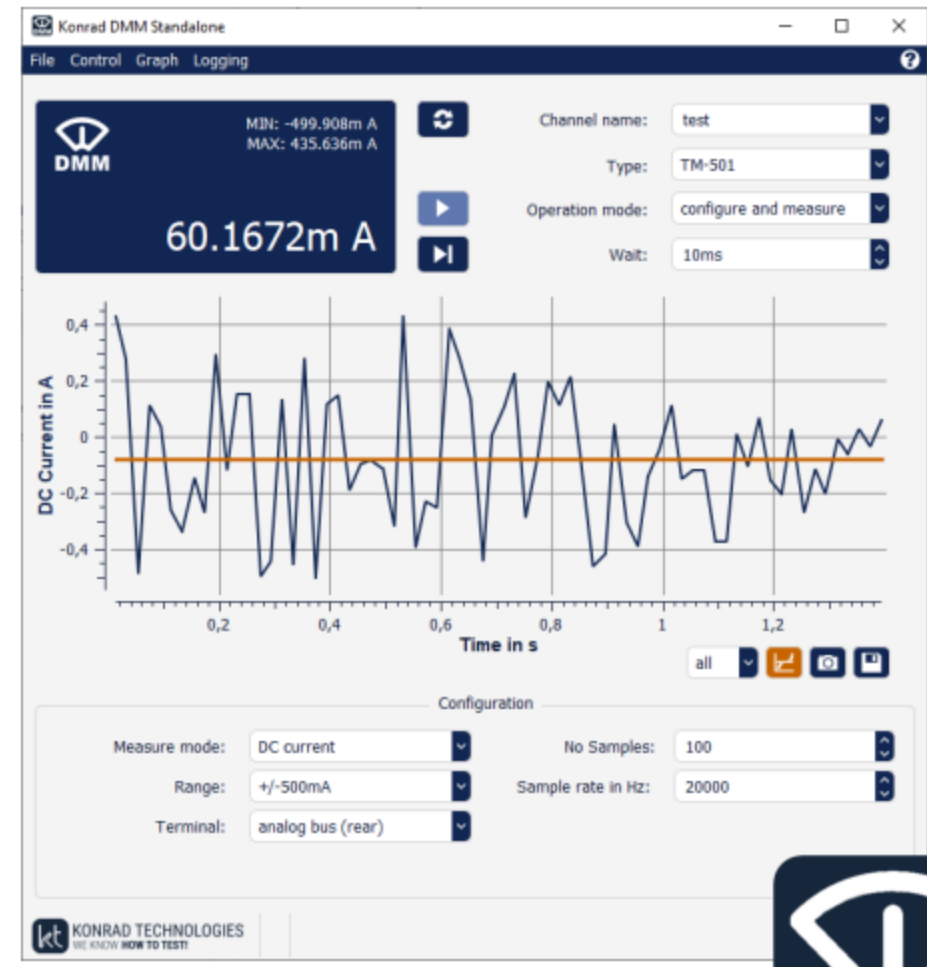 Konrad DMM Standalone
File Control Graph Logging
MIN: -499.908m A
MAX: 435.636m A
DMM
60.1672m A
Channel name: test
Type: TM-501
Operation mode: configure and measure
Wait: 10ms
DC Current in A
0,4
0,2
0
-0,2
-0,4
0,2 0,4 0,6 0,8 1 1,2
Time in s
all
Configuration
Measure mode: DC current
No Samples: 100
Range: +/-500mA
Sample rate in Hz: 20000
Terminal: analog bus (rear)
kt KONRAD TECHNOLOGIES
WE KNOW HOW TO TEST!